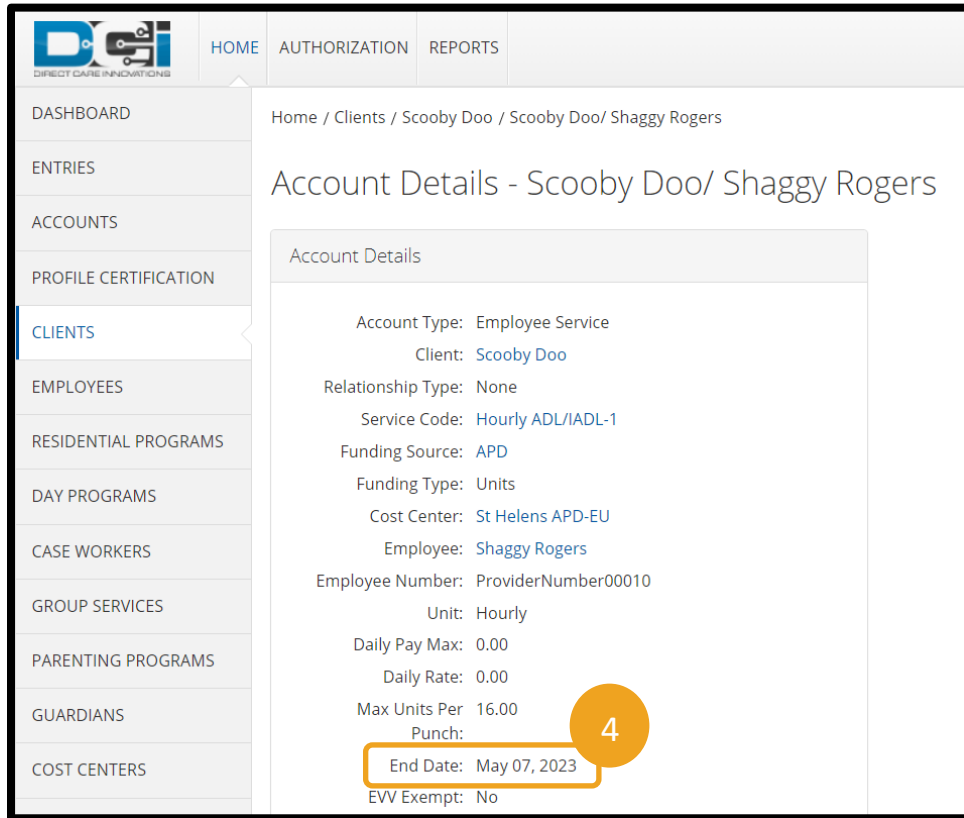 DCI
DIRECT CARE INNOVATIONS
HOME AUTHORIZATION REPORTS
DASHBOARD
ENTRIES
ACCOUNTS
PROFILE CERTIFICATION
CLIENTS
EMPLOYEES
RESIDENTIAL PROGRAMS
DAY PROGRAMS
CASE WORKERS
GROUP SERVICES
PARENTING PROGRAMS
GUARDIANS
COST CENTERS
Home / Clients / Scooby Doo / Scooby Doo/ Shaggy Rogers
Account Details - Scooby Doo/ Shaggy Rogers
Account Details
Account Type: Employee Service
Client: Scooby Doo
Relationship Type: None
Service Code: Hourly ADL/IADL-1
Funding Source: APD
Funding Type: Units
Cost Center: St Helens APD-EU
Employee: Shaggy Rogers
Employee Number: ProviderNumber00010
Unit: Hourly
Daily Pay Max: 0.00
Daily Rate: 0.00
Max Units Per 16.00
Punch:
4
End Date: May 07, 2023
EVV Exempt: No